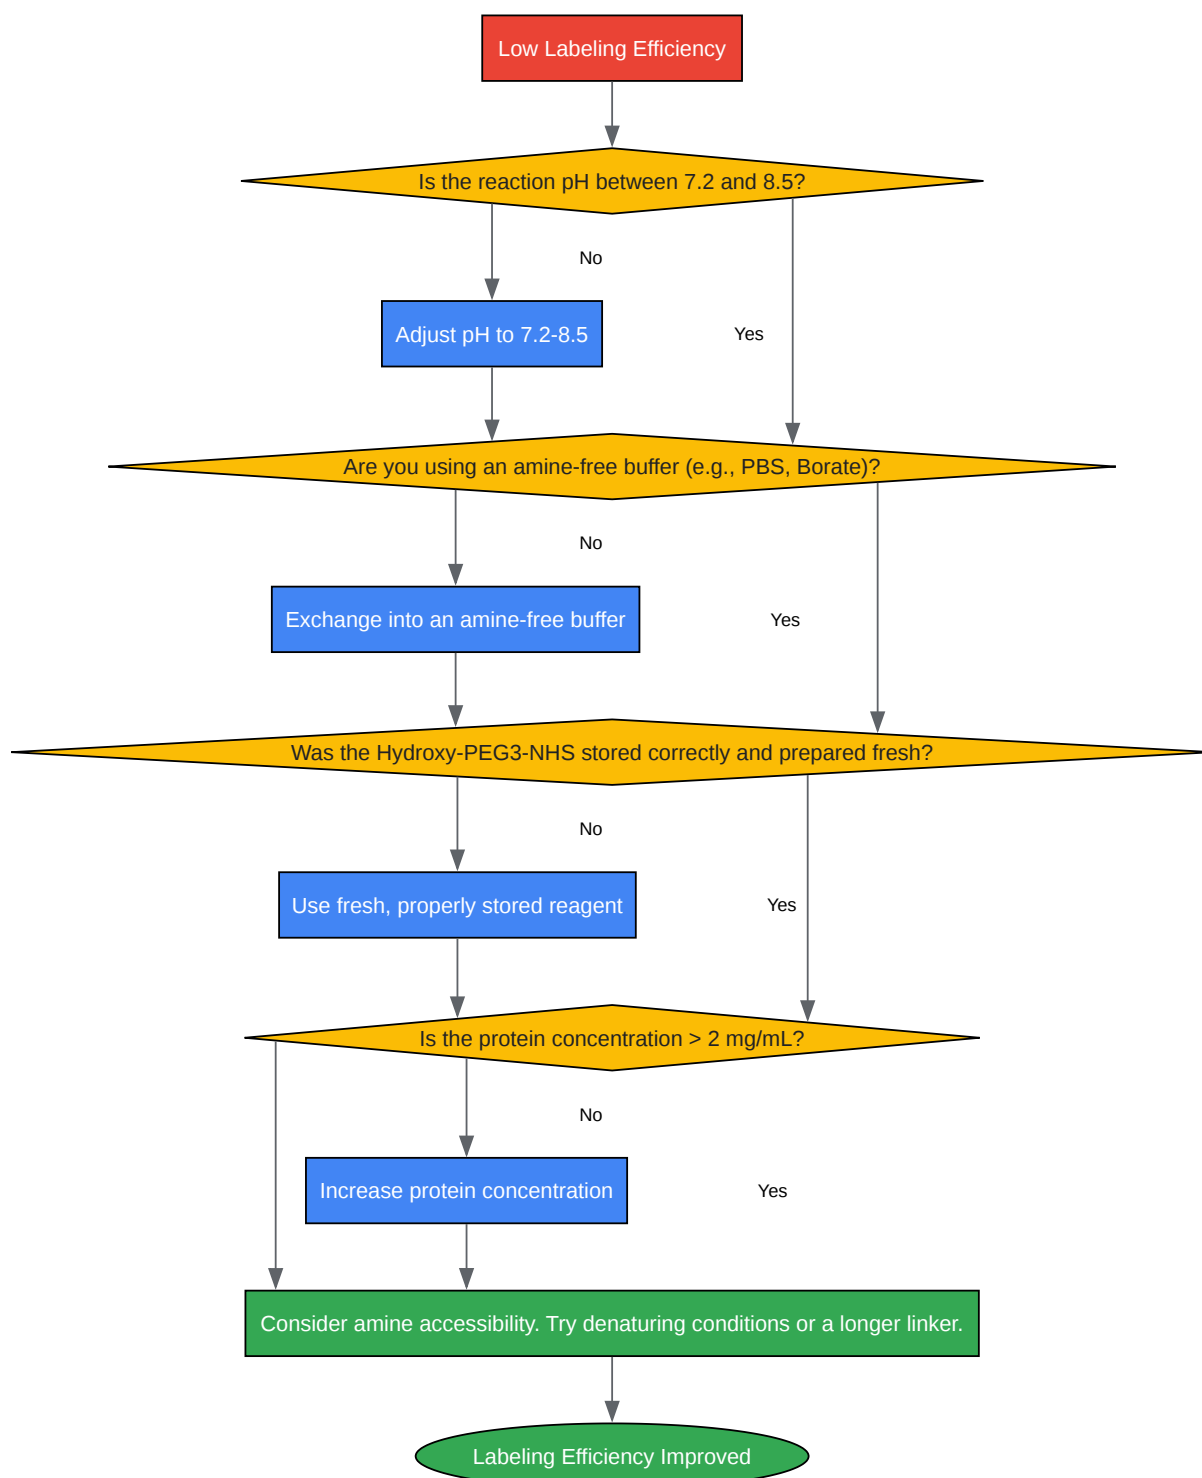 Low Labeling Efficiency
Is the reaction pH between 7.2 and 8.5?
No
Adjust pH to 7.2-8.5
Yes
Are you using an amine-free buffer (e.g., PBS, Borate)?
No
Exchange into an amine-free buffer
Yes
Was the Hydroxy-PEG3-NHS stored correctly and prepared fresh?
No
Use fresh, properly stored reagent
Yes
Is the protein concentration > 2 mg/mL?
No
Increase protein concentration
Yes
Consider amine accessibility. Try denaturing conditions or a longer linker.
Labeling Efficiency Improved